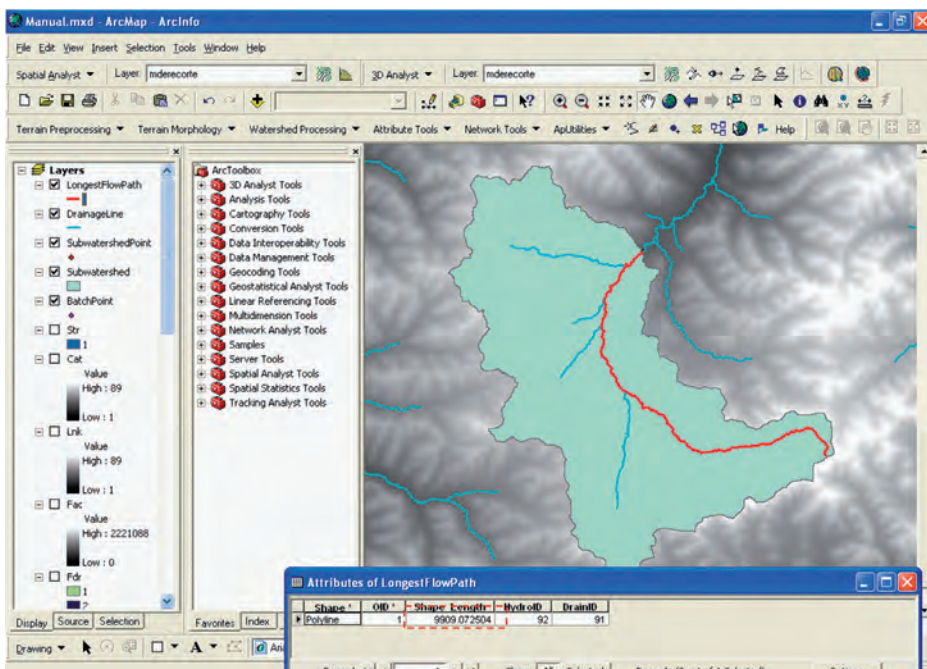 Manual.mxd - ArcMap - ArcInfo
File Edit View Insert Selection Tools Window Help
Spatial Analyst Layer: mderecorte 3D Analyst Layer: mderecorte
Terrain Preprocessing Terrain Morphology Watershed Processing Attribute Tools Network Tools ApUtilities Help
Layers
LongestFlowPath
DrainageLine
SubwatershedPoint
Subwatershed
BatchPoint
Str
1
Cat
Value
High : 89
Low : 1
Lnk
Value
High : 89
Low : 1
Fac
Value
High : 2221088
Low : 0
Fdr
1
2
Display Source Selection
ArcToolbox
3D Analyst Tools
Analysis Tools
Cartography Tools
Conversion Tools
Data Interoperability Tools
Data Management Tools
Geocoding Tools
Geostatistical Analyst Tools
Linear Referencing Tools
Multidimension Tools
Network Analyst Tools
Samples
Server Tools
Spatial Analyst Tools
Spatial Statistics Tools
Tracking Analyst Tools
Favorites Index
Drawing A
Attributes of LongestFlowPath
Shape * OID * Shape_Length HydroID DrainID
Polyline 1 9909.072504 92 91